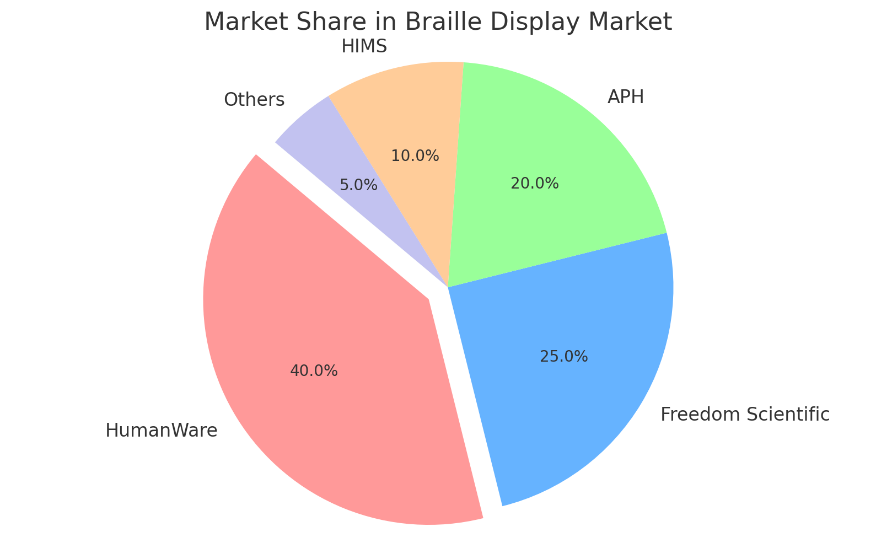 Market Share in Braille Display Market
HIMS
Others
APH
10.0%
5.0%
20.0%
25.0%
40.0%
Freedom Scientific
HumanWare